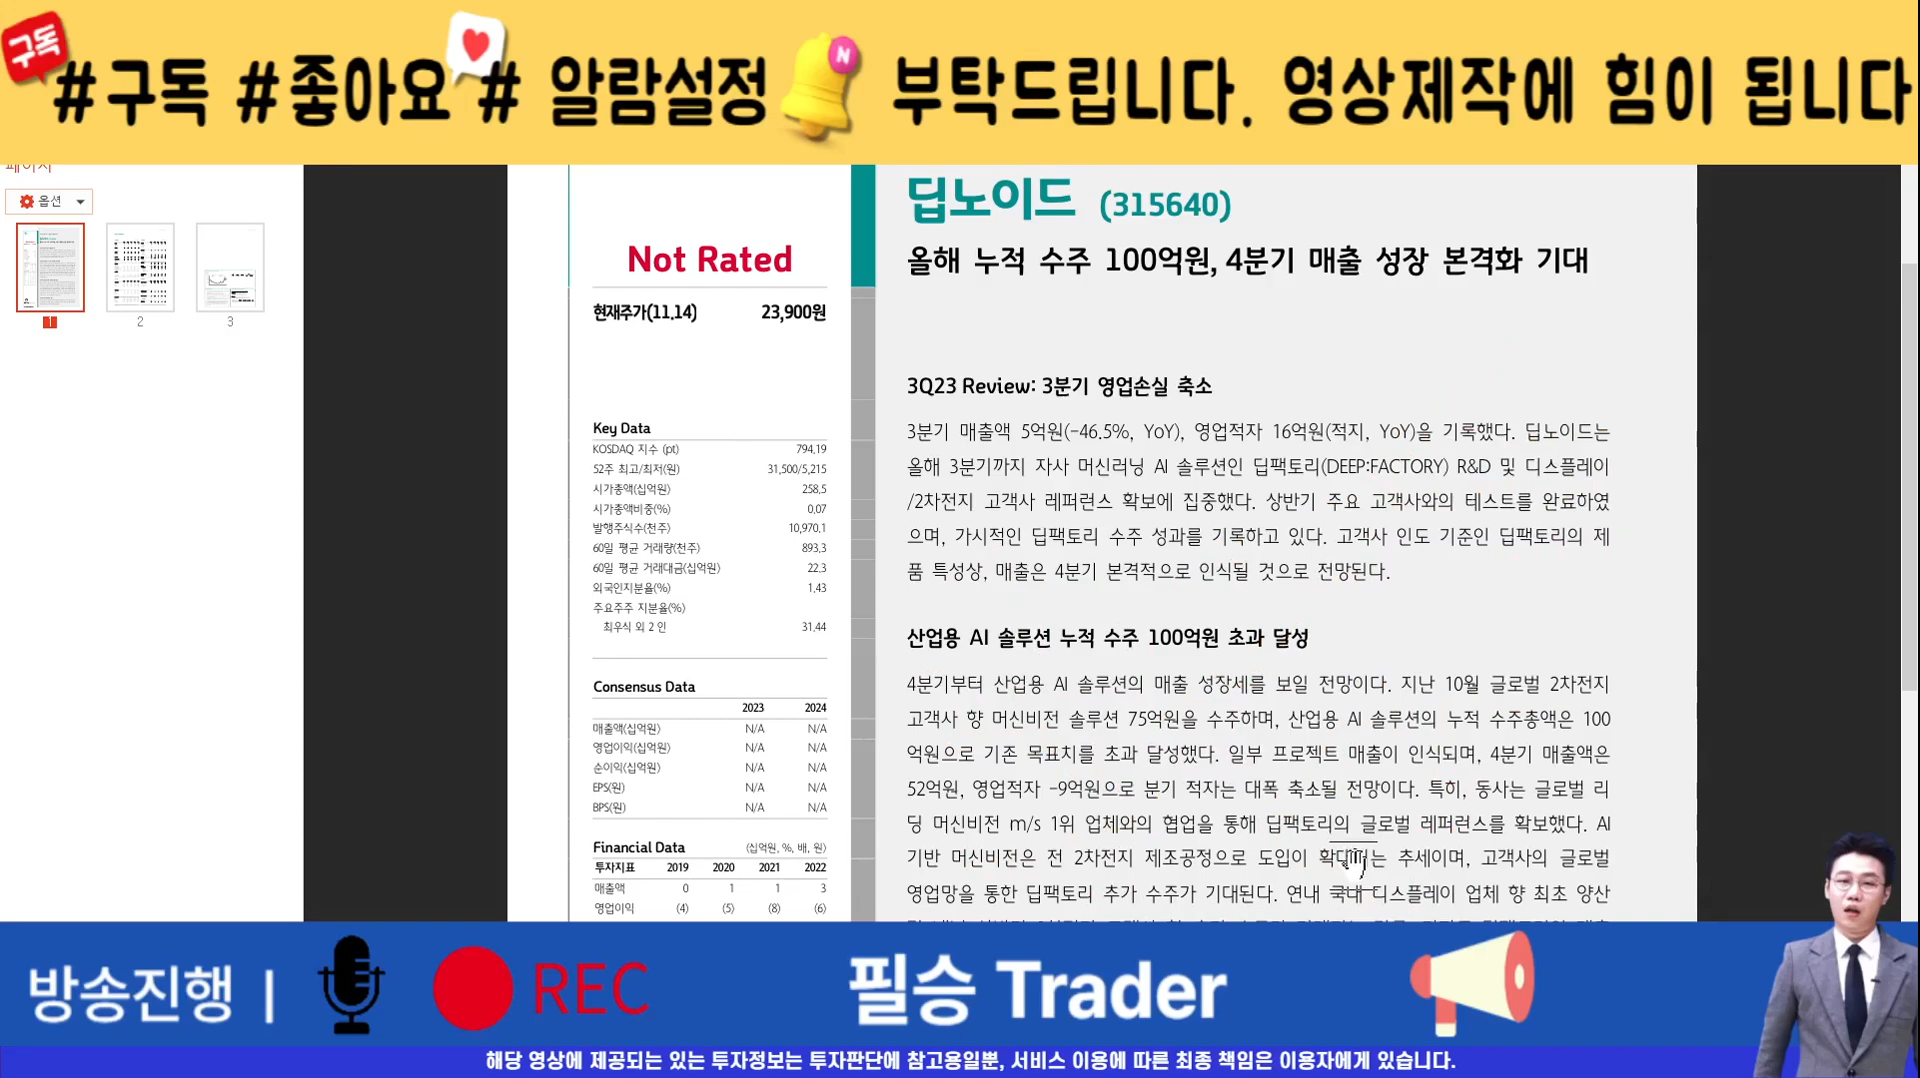 구독
#구독 #좋아요 # 알람설정 N 부탁드립니다. 영상제작에 힘이 됩니다
페이지
옵션
1
2
3
Not Rated
현재주가(11.14) 23,900원
Key Data
KOSDAQ 지수 (pt) 794.19
52주 최고/최저(원) 31,500/5,215
시가총액(십억원) 258.5
시가총액비중(%) 0.07
발행주식수(천주) 10,970.1
60일 평균 거래량(천주) 893.3
60일 평균 거래대금(십억원) 22.3
외국인지분율(%) 1.43
주요주주 지분율(%)
최우식 외 2 인 31.44
Consensus Data
2023 2024
매출액(십억원) N/A N/A
영업이익(십억원) N/A N/A
순이익(십억원) N/A N/A
EPS(원) N/A N/A
BPS(원) N/A N/A
Financial Data (십억원, %, 배, 원)
투자지표 2019 2020 2021 2022
매출액 0 1 1 3
영업이익 (4) (5) (8) (6)
딥노이드 (315640)
올해 누적 수주 100억원, 4분기 매출 성장 본격화 기대
3Q23 Review: 3분기 영업손실 축소
3분기 매출액 5억원(-46.5%, YoY), 영업적자 16억원(적지, YoY)을 기록했다. 딥노이드는
올해 3분기까지 자사 머신러닝 AI 솔루션인 딥팩토리(DEEP:FACTORY) R&D 및 디스플레이
/2차전지 고객사 레퍼런스 확보에 집중했다. 상반기 주요 고객사와의 테스트를 완료하였
으며, 가시적인 딥팩토리 수주 성과를 기록하고 있다. 고객사 인도 기준인 딥팩토리의 제
품 특성상, 매출은 4분기 본격적으로 인식될 것으로 전망된다.
산업용 AI 솔루션 누적 수주 100억원 초과 달성
4분기부터 산업용 AI 솔루션의 매출 성장세를 보일 전망이다. 지난 10월 글로벌 2차전지
고객사 향 머신비전 솔루션 75억원을 수주하며, 산업용 AI 솔루션의 누적 수주총액은 100
억원으로 기존 목표치를 초과 달성했다. 일부 프로젝트 매출이 인식되며, 4분기 매출액은
52억원, 영업적자 -9억원으로 분기 적자는 대폭 축소될 전망이다. 특히, 동사는 글로벌 리
딩 머신비전 m/s 1위 업체와의 협업을 통해 딥팩토리의 글로벌 레퍼런스를 확보했다. AI
기반 머신비전은 전 2차전지 제조공정으로 도입이 추세이며, 고객사의 글로벌
영업망을 통한 딥팩토리 추가 수주가 기대된다. 연내 국내 디스플레이 업체 향 최초 양산
방송진행 | REC 필승 Trader
해당 영상에 제공되는 있는 투자정보는 투자판단에 참고용일뿐, 서비스 이용에 따른 최종 책임은 이용자에게 있습니다.